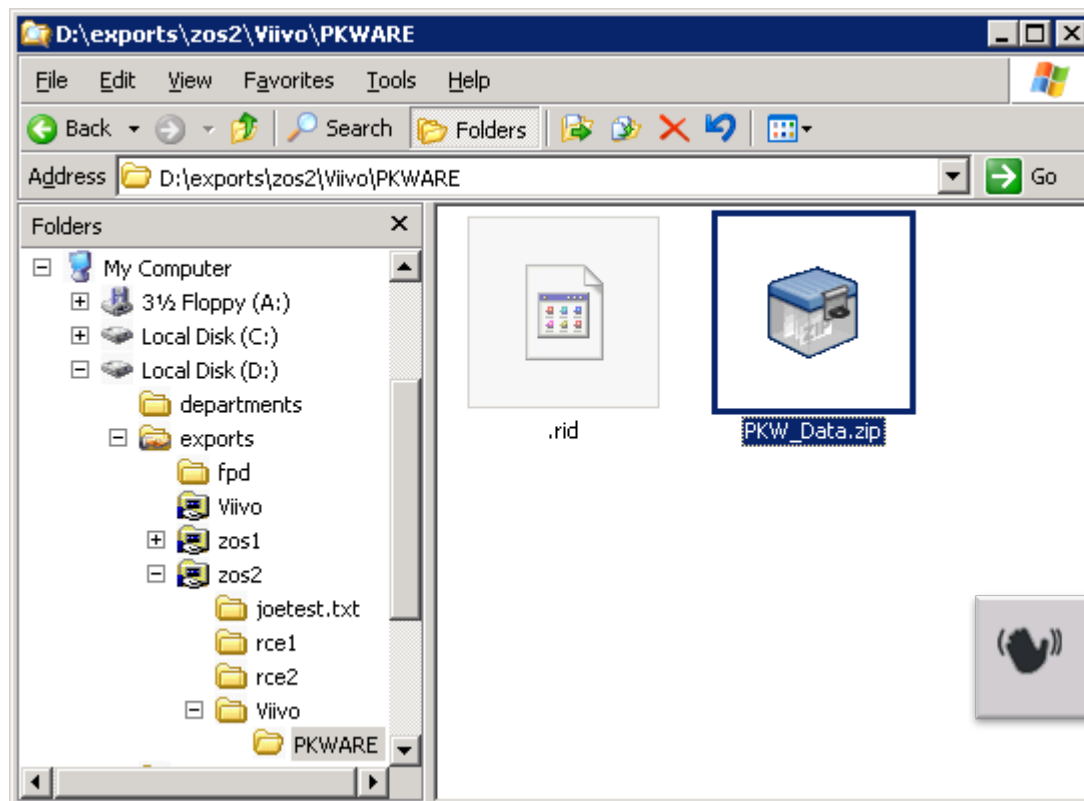 D:\exports\zos2\Viivo\PKWARE
File Edit View Favorites Tools Help
Back Search Folders
Address D:\exports\zos2\Viivo\PKWARE Go
Folders
My Computer
3½ Floppy (A:)
Local Disk (C:)
Local Disk (D:)
departments
exports
fpd
Viivo
zos1
zos2
joetest.txt
rce1
rce2
Viivo
PKWARE
.rid
ZIP
PKW_Data.zip